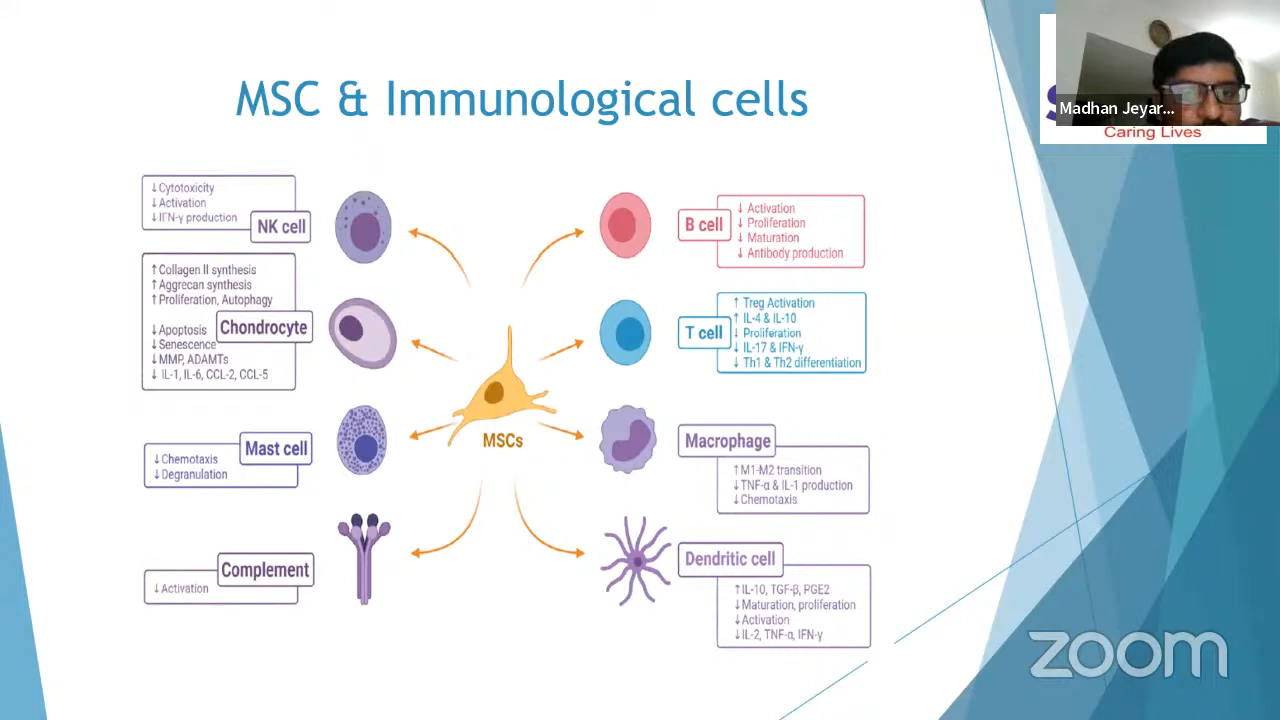 MSC & Immunological cells
Madhan Jeyar...
Caring Lives
↓Cytotoxicity
↓Activation
↓IFN-γ production
NK cell
↑Collagen II synthesis
↑Aggrecan synthesis
↑Proliferation, Autophagy
↓Apoptosis
↓Senescence
↓MMP, ADAMTs
↓ IL-1, IL-6, CCL-2, CCL-5
Chondrocyte
Mast cell
↓Chemotaxis
↓Degranulation
Complement
↓Activation
MSCs
B cell
↓ Activation
↓ Proliferation
↓ Maturation
↓ Antibody production
T cell
↑ Treg Activation
↑ IL-4 & IL-10
↓ Proliferation
↓ IL-17 & IFN-γ
↓ Th1 & Th2 differentiation
Macrophage
↑M1-M2 transition
↓TNF-α & IL-1 production
↓Chemotaxis
Dendritic cell
↑IL-10, TGF-β, PGE2
↓Maturation, proliferation
↓Activation
↓IL-2, TNF-α, IFN-γ
zoom